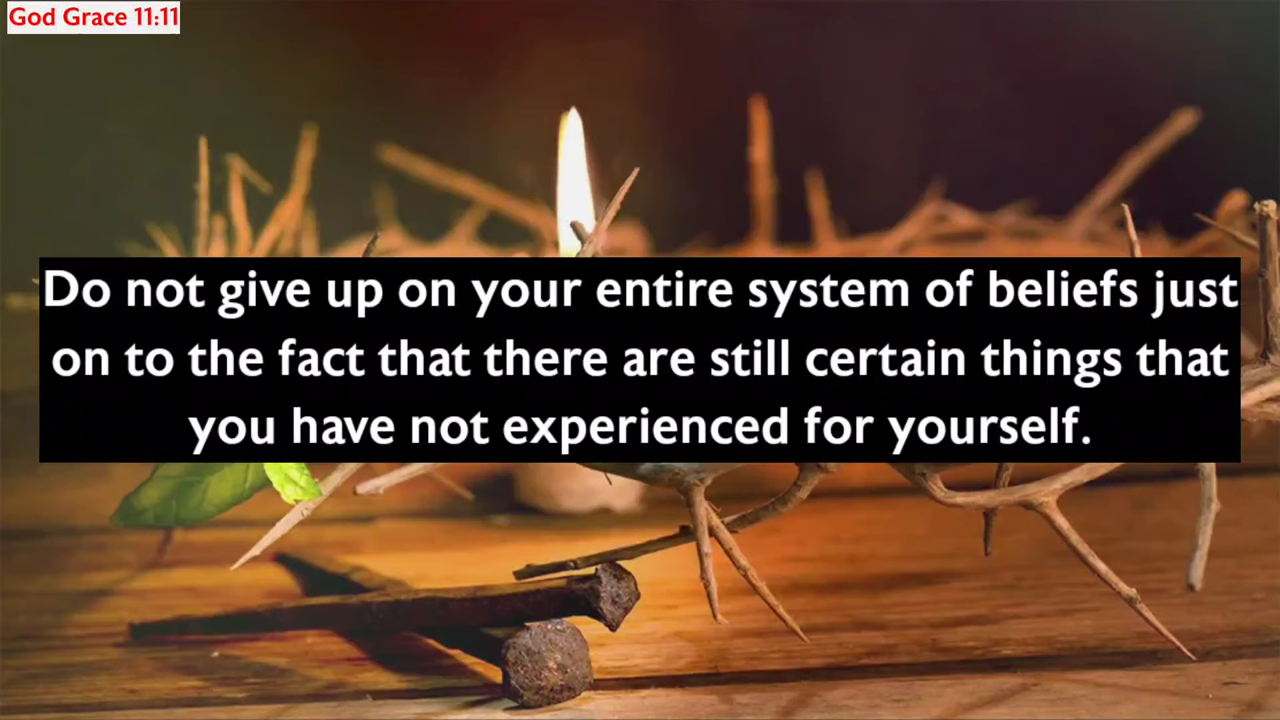 God Grace 11:11
Do not give up on your entire system of beliefs just
on to the fact that there are still certain things that
you have not experienced for yourself.